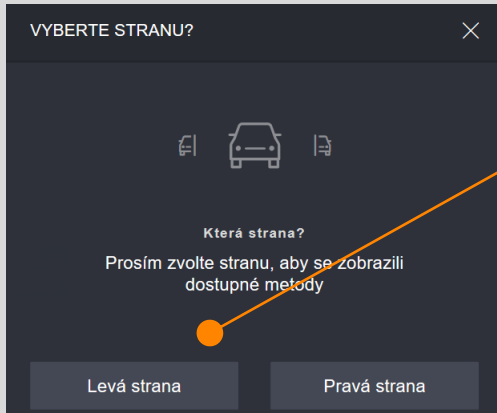 VYBERTE STRANU?
Která strana?
Prosím zvolte stranu, aby se zobrazili
dostupné metody
Levá strana
Pravá strana